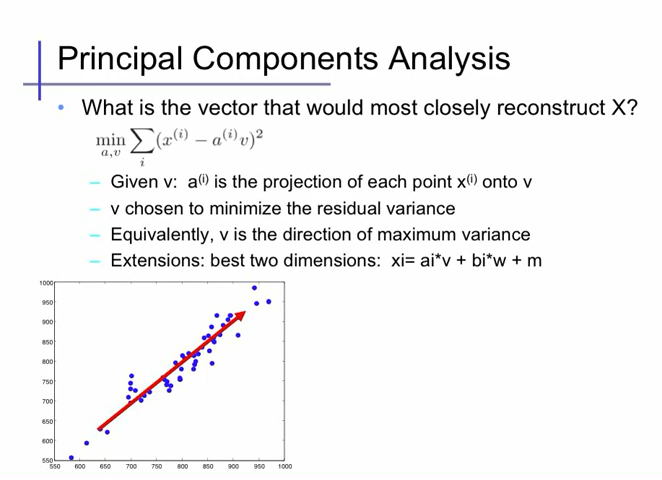 Principal Components Analysis
• What is the vector that would most closely reconstruct X?
min_{a,v} ∑_i (x^{(i)} − a^{(i)}v)^2
– Given v: a(i) is the projection of each point x(i) onto v
– v chosen to minimize the residual variance
– Equivalently, v is the direction of maximum variance
– Extensions: best two dimensions: xi= ai*v + bi*w + m
1000
950
900
850
800
750
700
650
600
550
550 600 650 700 750 800 850 900 950 1000